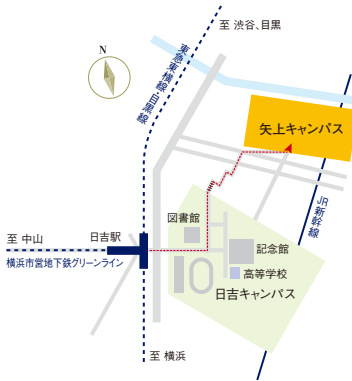 至 渋谷、目黒
N
東急東横線・目黒線
矢上キャンパス
JR新幹線
図書館
至 中山
日吉駅
記念館
横浜市営地下鉄グリーンライン
高等学校
日吉キャンパス
至 横浜